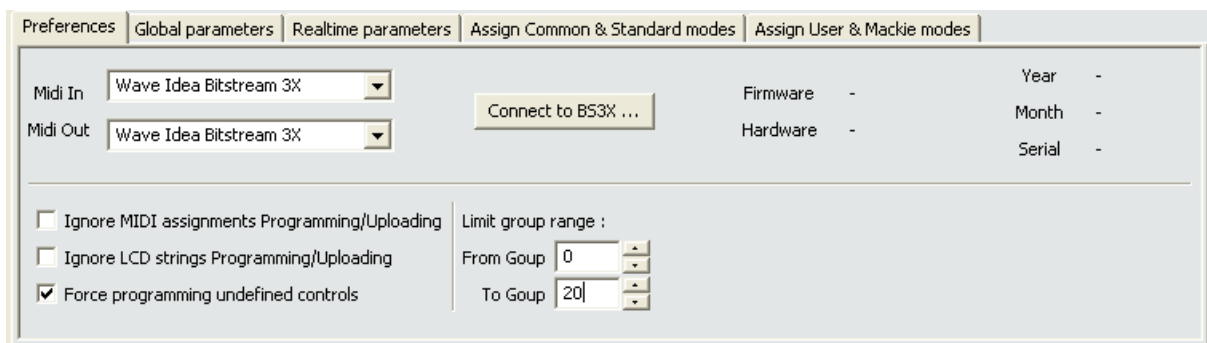 Preferences Global parameters Realtime parameters Assign Common & Standard modes Assign User & Mackie modes
Midi In Wave Idea Bitstream 3X
Midi Out Wave Idea Bitstream 3X
Connect to BS3X ...
Firmware -
Hardware -
Year -
Month -
Serial -
Ignore MIDI assignments Programming/Uploading
Ignore LCD strings Programming/Uploading
Force programming undefined controls
Limit group range :
From Goup 0
To Goup 20